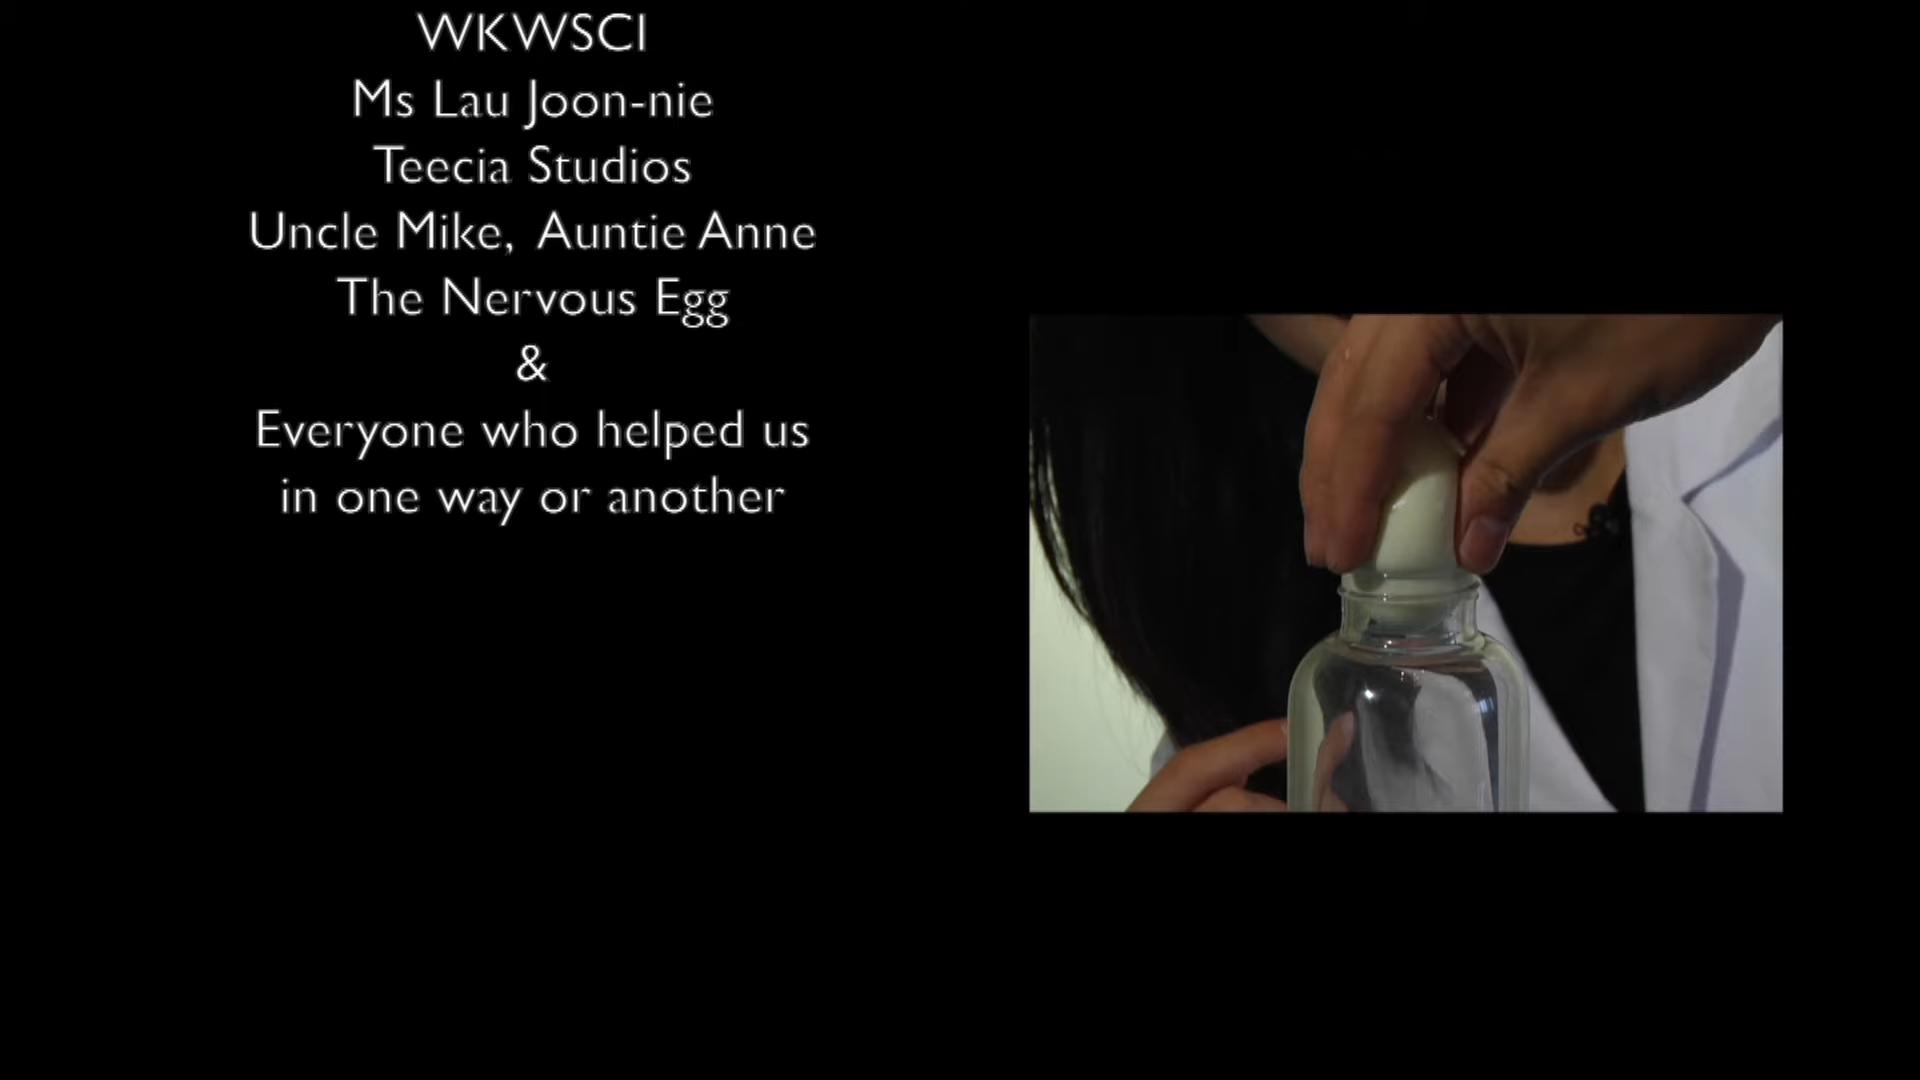 WKWSCI
Ms Lau Joon-nie
Teecia Studios
Uncle Mike, Auntie Anne
The Nervous Egg
&
Everyone who helped us
in one way or another